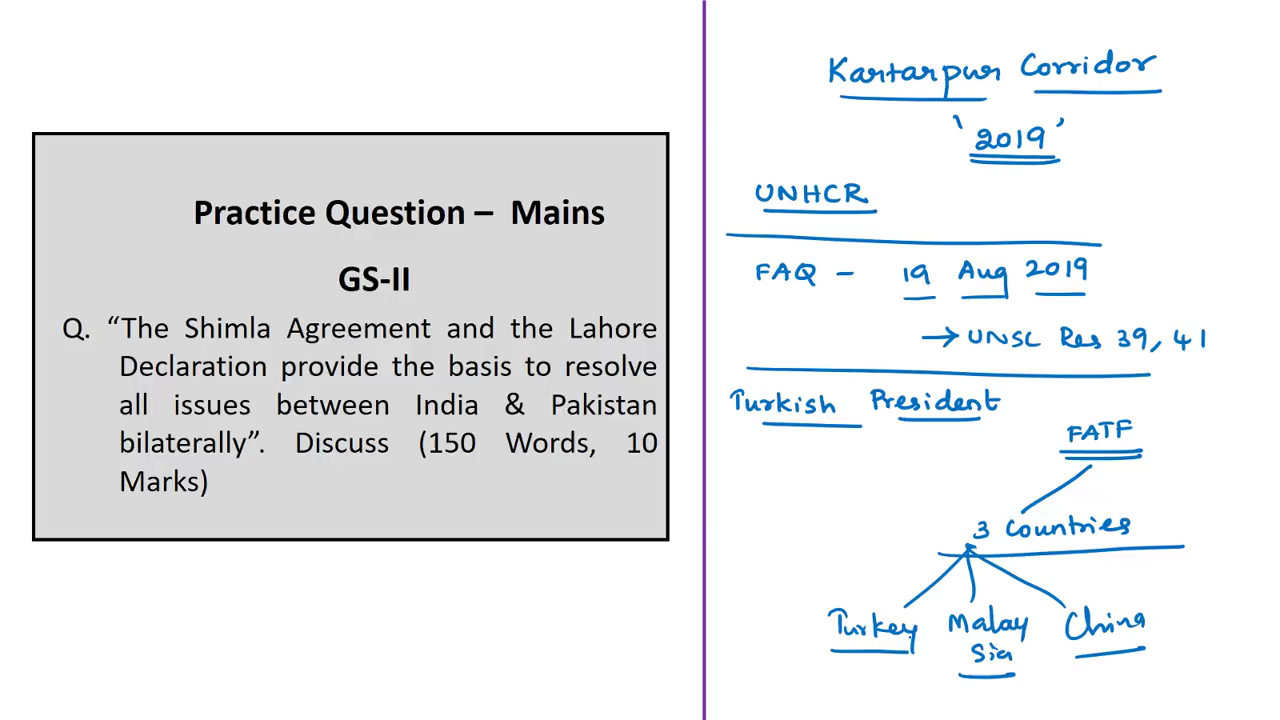 Practice Question – Mains
GS-II
Q. “The Shimla Agreement and the Lahore
Declaration provide the basis to resolve
all issues between India & Pakistan
bilaterally”. Discuss (150 Words, 10
Marks)
Kartarpur Corridor
'2019'
UNHCR
FAQ – 19 Aug 2019
→ UNSC Res 39, 41
Turkish President
FATF
3 Countries
Turkey Malay China
Sia